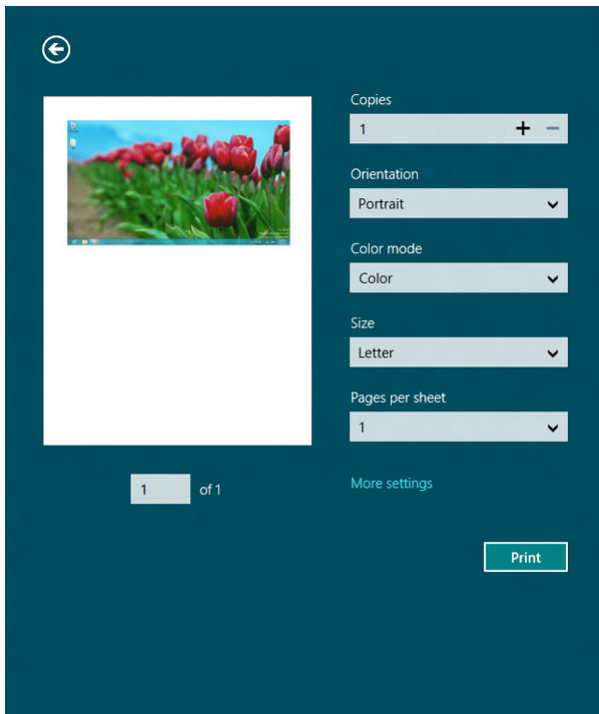 Copies
1
Orientation
Portrait
Color mode
Color
Size
Letter
Pages per sheet
1
More settings
1 of 1
Print